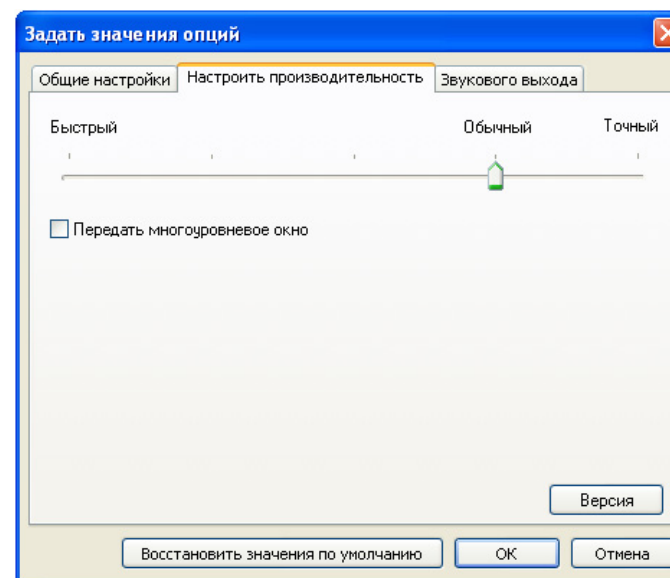 Задать значения опций
Общие настройки Настроить производительность Звукового выхода
Быстрый Обычный Точный
Передать многоуровневое окно
Версия
Восстановить значения по умолчанию ОК Отмена